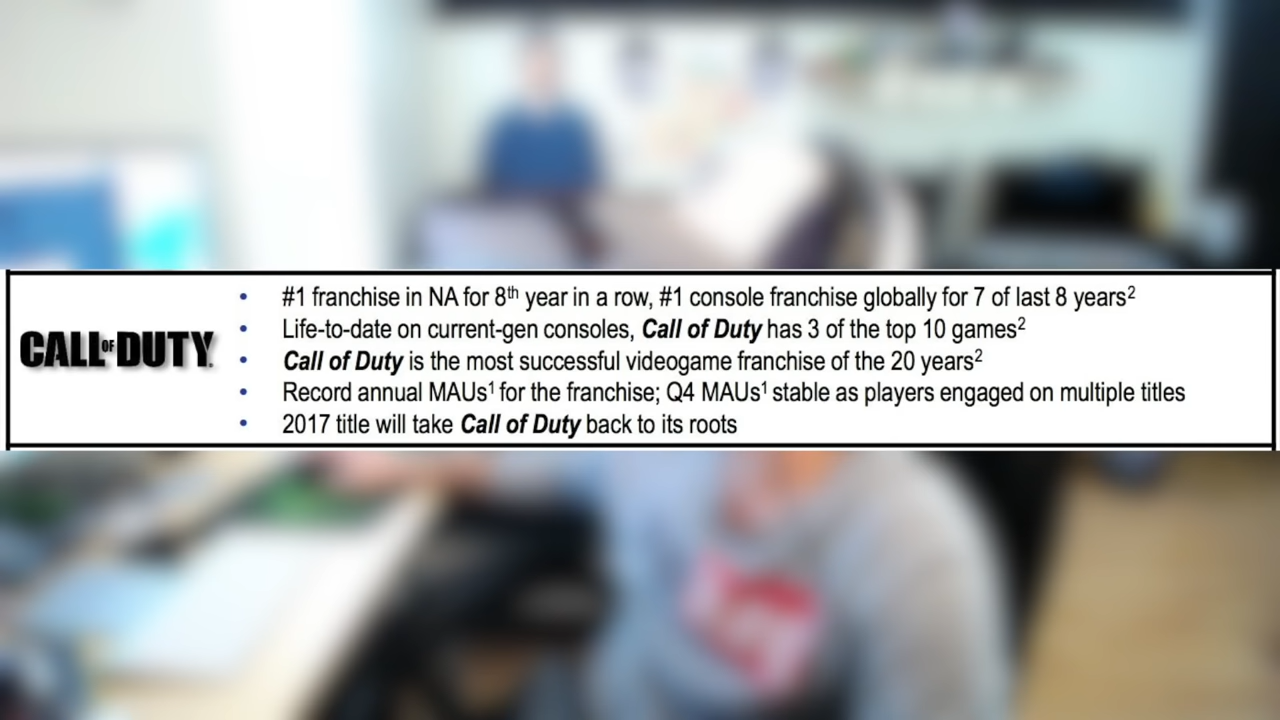 CALL OF DUTY
• #1 franchise in NA for 8th year in a row, #1 console franchise globally for 7 of last 8 years2
• Life-to-date on current-gen consoles, Call of Duty has 3 of the top 10 games2
• Call of Duty is the most successful videogame franchise of the 20 years2
• Record annual MAUs1 for the franchise; Q4 MAUs1 stable as players engaged on multiple titles
• 2017 title will take Call of Duty back to its roots